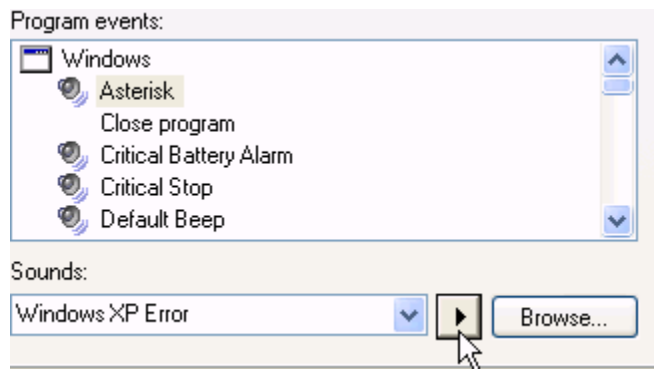 Program events:
Windows
Asterisk
Close program
Critical Battery Alarm
Critical Stop
Default Beep
Sounds:
Windows XP Error
Browse...